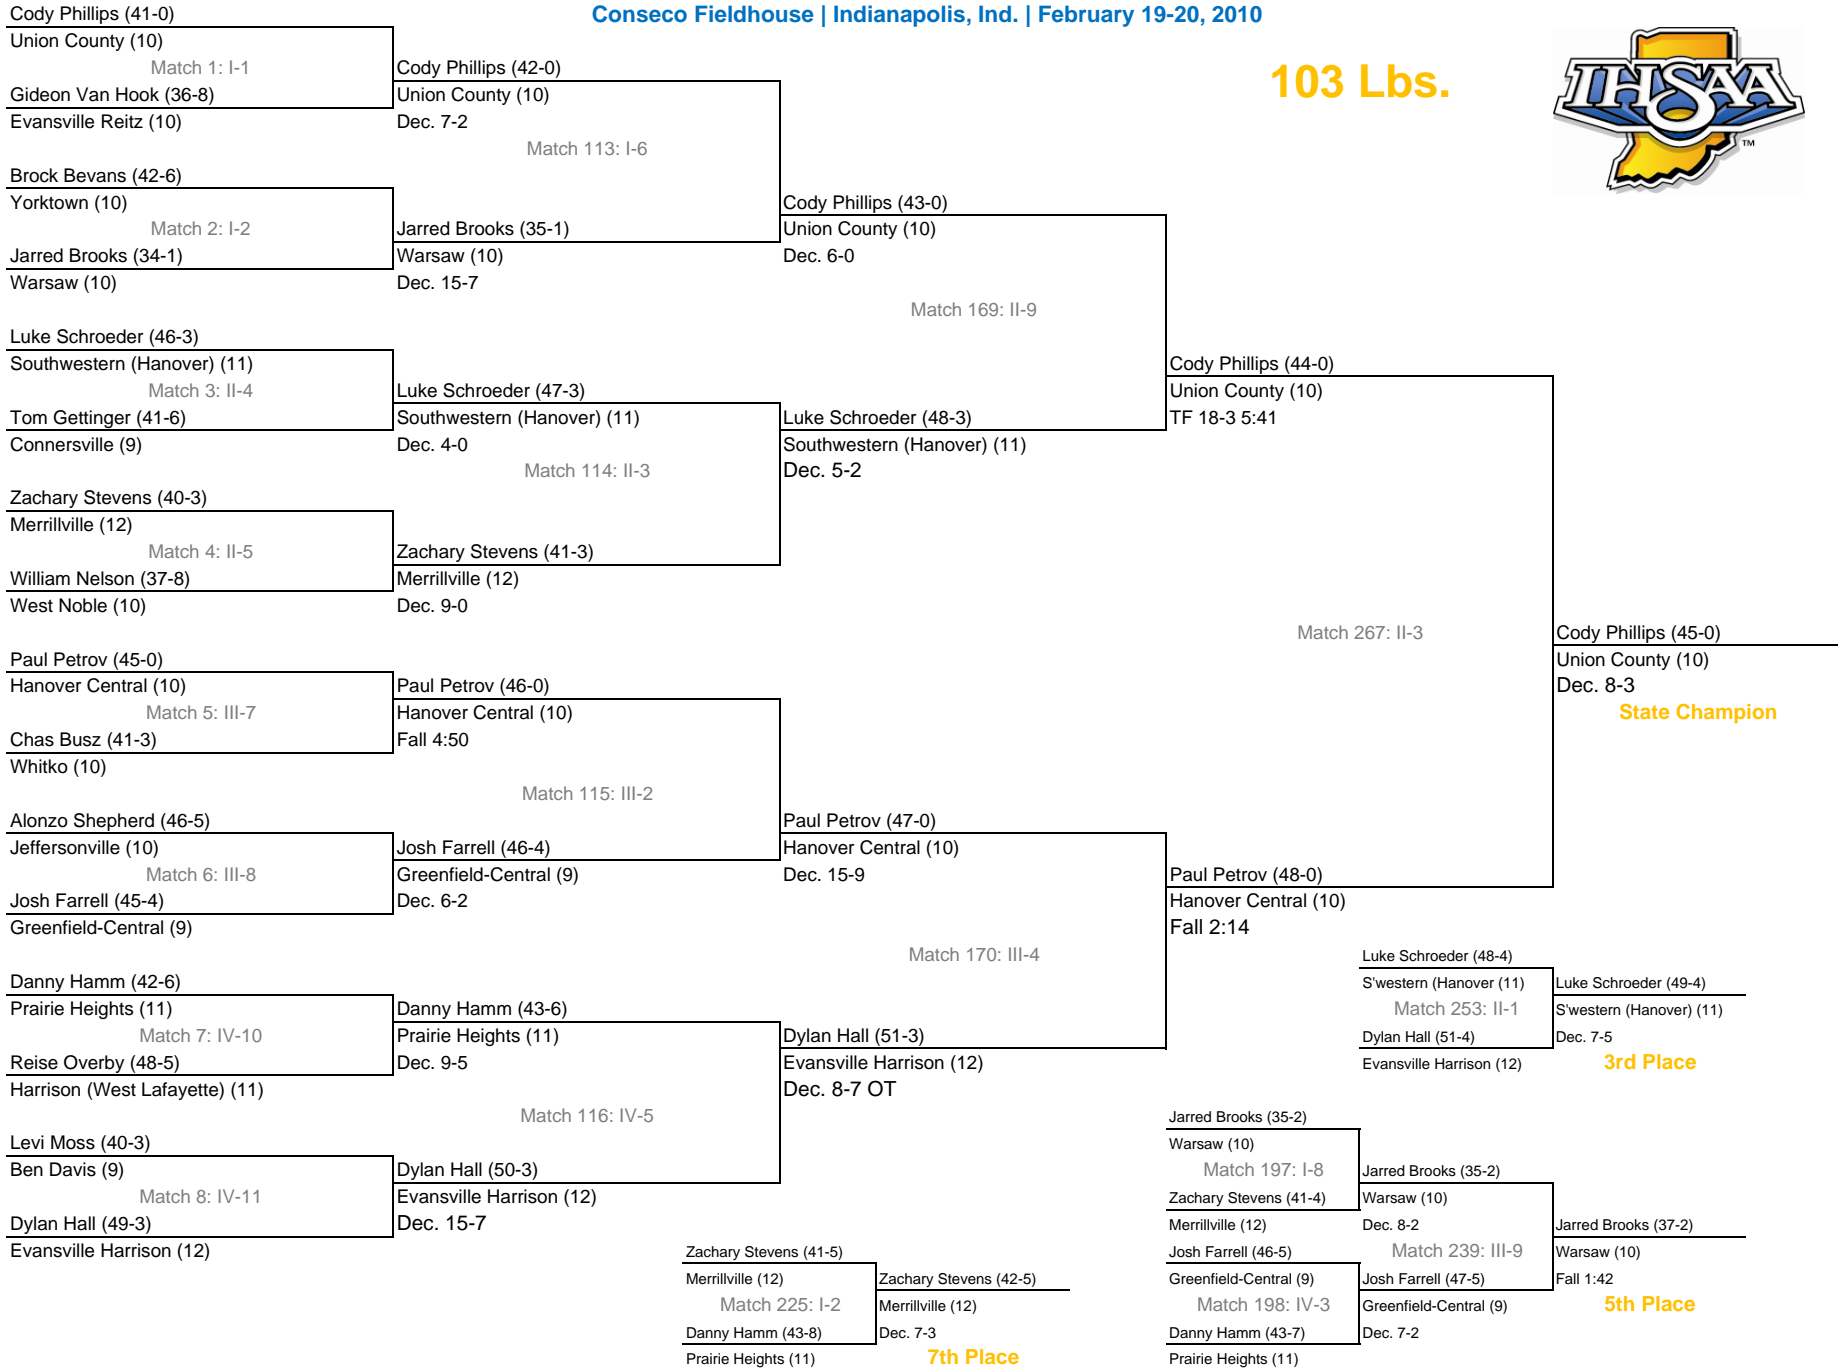 Conseco Fieldhouse | Indianapolis, Ind. | February 19-20, 2010
103 Lbs.
IHSAA
TM
Cody Phillips (41-0)
Union County (10)
Match 1: I-1
Gideon Van Hook (36-8)
Evansville Reitz (10)
Brock Bevans (42-6)
Yorktown (10)
Match 2: I-2
Jarred Brooks (34-1)
Warsaw (10)
Luke Schroeder (46-3)
Southwestern (Hanover) (11)
Match 3: II-4
Tom Gettinger (41-6)
Connersville (9)
Zachary Stevens (40-3)
Merrillville (12)
Match 4: II-5
William Nelson (37-8)
West Noble (10)
Paul Petrov (45-0)
Hanover Central (10)
Match 5: III-7
Chas Busz (41-3)
Whitko (10)
Alonzo Shepherd (46-5)
Jeffersonville (10)
Match 6: III-8
Josh Farrell (45-4)
Greenfield-Central (9)
Danny Hamm (42-6)
Prairie Heights (11)
Match 7: IV-10
Reise Overby (48-5)
Harrison (West Lafayette) (11)
Levi Moss (40-3)
Ben Davis (9)
Match 8: IV-11
Dylan Hall (49-3)
Evansville Harrison (12)
Cody Phillips (42-0)
Union County (10)
Dec. 7-2
Match 113: I-6
Jarred Brooks (35-1)
Warsaw (10)
Dec. 15-7
Luke Schroeder (47-3)
Southwestern (Hanover) (11)
Dec. 4-0
Match 114: II-3
Zachary Stevens (41-3)
Merrillville (12)
Dec. 9-0
Paul Petrov (46-0)
Hanover Central (10)
Fall 4:50
Match 115: III-2
Josh Farrell (46-4)
Greenfield-Central (9)
Dec. 6-2
Danny Hamm (43-6)
Prairie Heights (11)
Dec. 9-5
Match 116: IV-5
Dylan Hall (50-3)
Evansville Harrison (12)
Dec. 15-7
Cody Phillips (43-0)
Union County (10)
Dec. 6-0
Match 169: II-9
Luke Schroeder (48-3)
Southwestern (Hanover) (11)
Dec. 5-2
Paul Petrov (47-0)
Hanover Central (10)
Dec. 15-9
Match 170: III-4
Dylan Hall (51-3)
Evansville Harrison (12)
Dec. 8-7 OT
Cody Phillips (44-0)
Union County (10)
TF 18-3 5:41
Match 267: II-3
Paul Petrov (48-0)
Hanover Central (10)
Fall 2:14
Cody Phillips (45-0)
Union County (10)
Dec. 8-3
State Champion
Luke Schroeder (48-4)
S'western (Hanover (11)
Match 253: II-1
Dylan Hall (51-4)
Evansville Harrison (12)
Luke Schroeder (49-4)
S'western (Hanover) (11)
Dec. 7-5
3rd Place
Jarred Brooks (35-2)
Warsaw (10)
Match 197: I-8
Zachary Stevens (41-4)
Merrillville (12)
Josh Farrell (46-5)
Greenfield-Central (9)
Match 198: IV-3
Danny Hamm (43-7)
Prairie Heights (11)
Jarred Brooks (35-2)
Warsaw (10)
Dec. 8-2
Match 239: III-9
Josh Farrell (47-5)
Greenfield-Central (9)
Dec. 7-2
Jarred Brooks (37-2)
Warsaw (10)
Fall 1:42
5th Place
Zachary Stevens (41-5)
Merrillville (12)
Match 225: I-2
Danny Hamm (43-8)
Prairie Heights (11)
Zachary Stevens (42-5)
Merrillville (12)
Dec. 7-3
7th Place